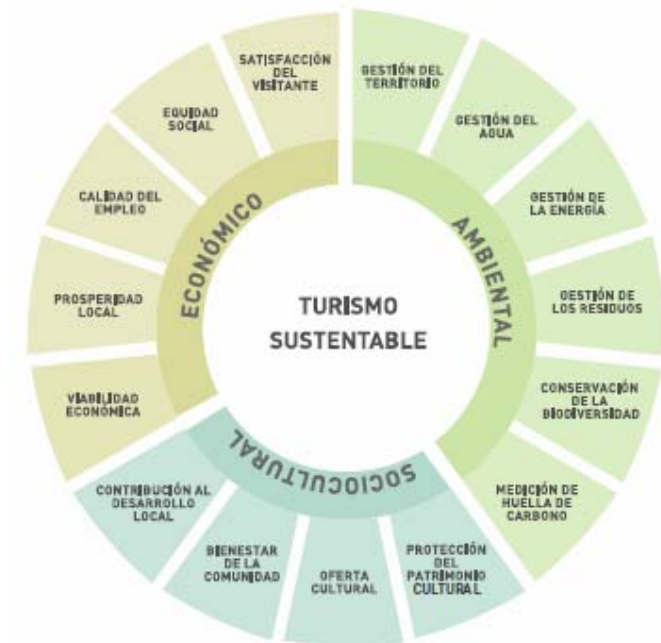 TURISMO
SUSTENTABLE
ECONÓMICO
SATISFACCIÓN
DEL
VISITANTE
EQUIDAD
SOCIAL
CALIDAD DEL
EMPLEO
PROSPERIDAD
LOCAL
VIABILIDAD
ECONÓMICA
AMBIENTAL
GESTIÓN DEL
TERRITORIO
GESTIÓN DEL
AGUA
GESTIÓN DE
LA ENERGÍA
GESTIÓN DE
LOS RESIDUOS
CONSERVACIÓN
DE LA
BIODIVERSIDAD
MEDICIÓN DE
HUELLA DE
CARBONO
SOCIOCULTURAL
PROTECCIÓN
DEL
PATRIMONIO
CULTURAL
OFERTA
CULTURAL
BIENESTAR
DE LA
COMUNIDAD
CONTRIBUCIÓN AL
DESARROLLO
LOCAL